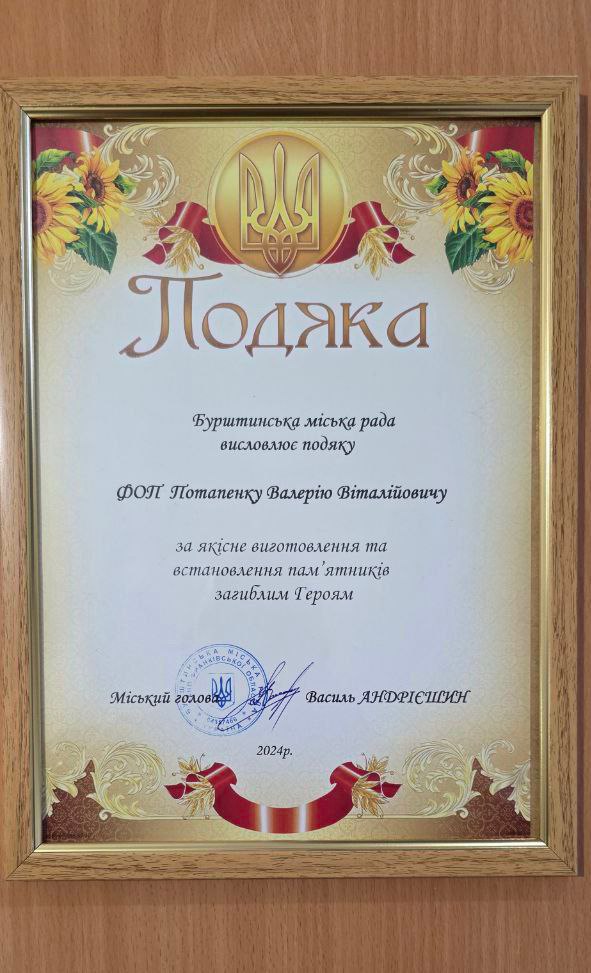 Подяка
Бурштинська міська рада
висловлює подяку
ФОП Потапенку Валерію Віталійовичу
за якісне виготовлення та
встановлення пам’ятників
загиблим Героям
Міський голова Василь АНДРІЄШИН
2024р.